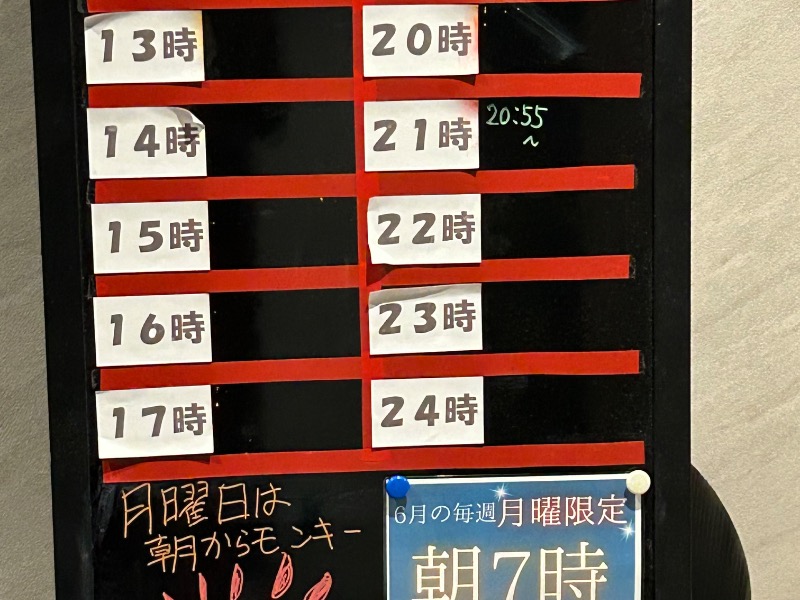 13時
14時
15時
16時
17時
20時
21時 20:55
~
22時
23時
24時
月曜日は
朝からモンキー
6月の毎週月曜限定
朝7時